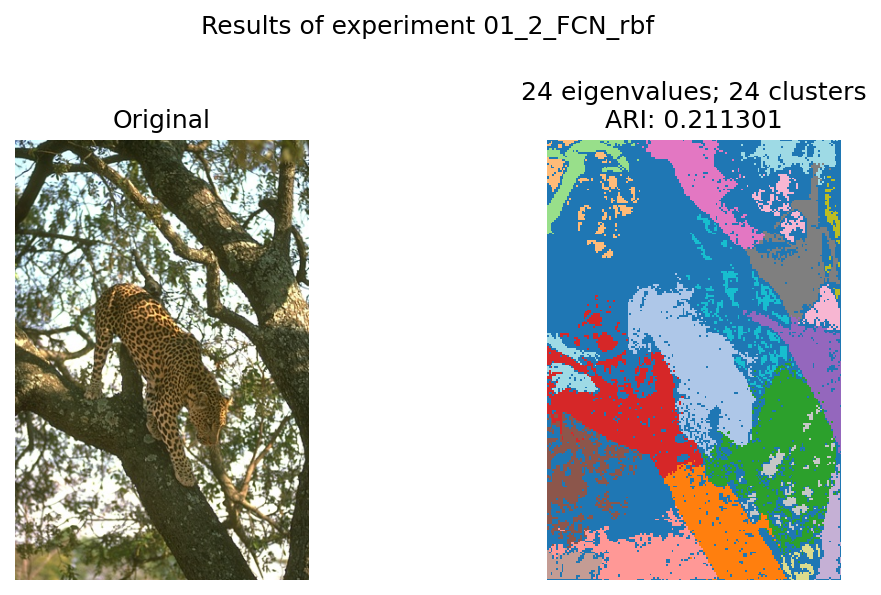 Results of experiment 01_2_FCN_rbf
Original
24 eigenvalues; 24 clusters
ARI: 0.211301